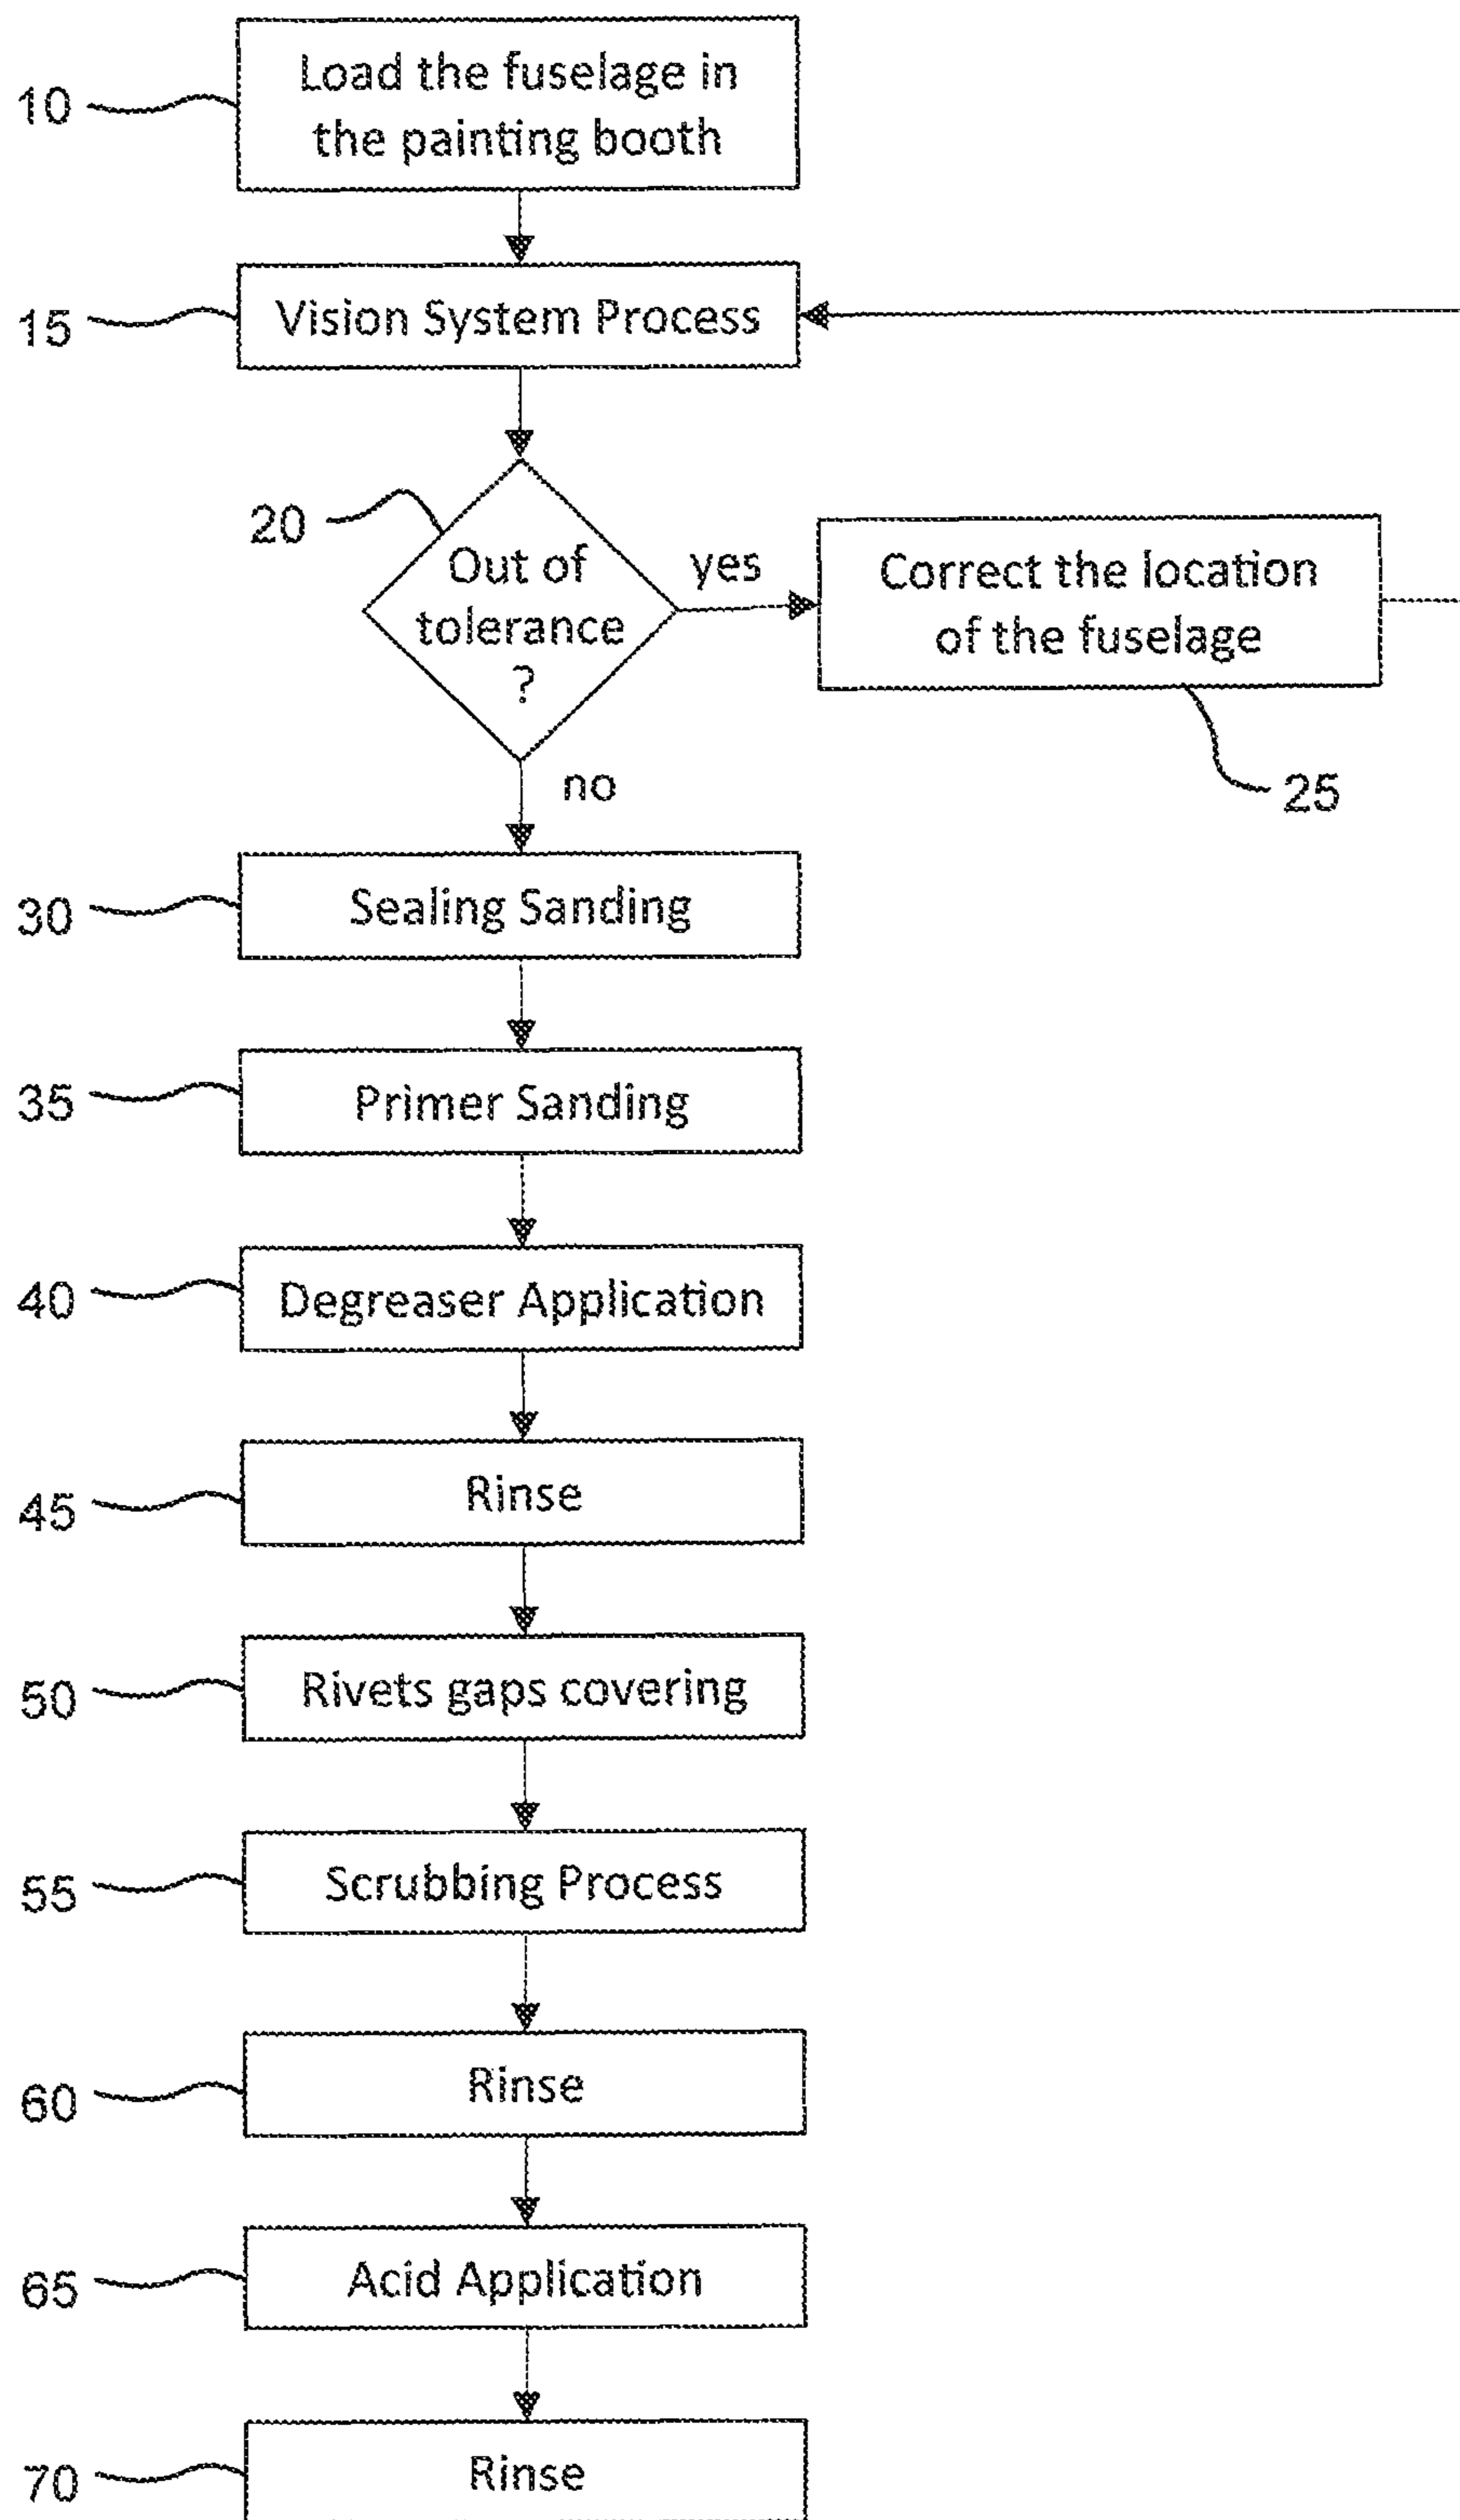 10
Load the fuselage in
the painting booth
15
Vision System Process
20
Out of
tolerance
?
yes
Correct the location
of the fuselage
25
no
30
Sealing Sanding
35
Primer Sanding
40
Degreaser Application
45
Rinse
50
Rivets gaps covering
55
Scrubbing Process
60
Rinse
65
Acid Application
70
Rinse